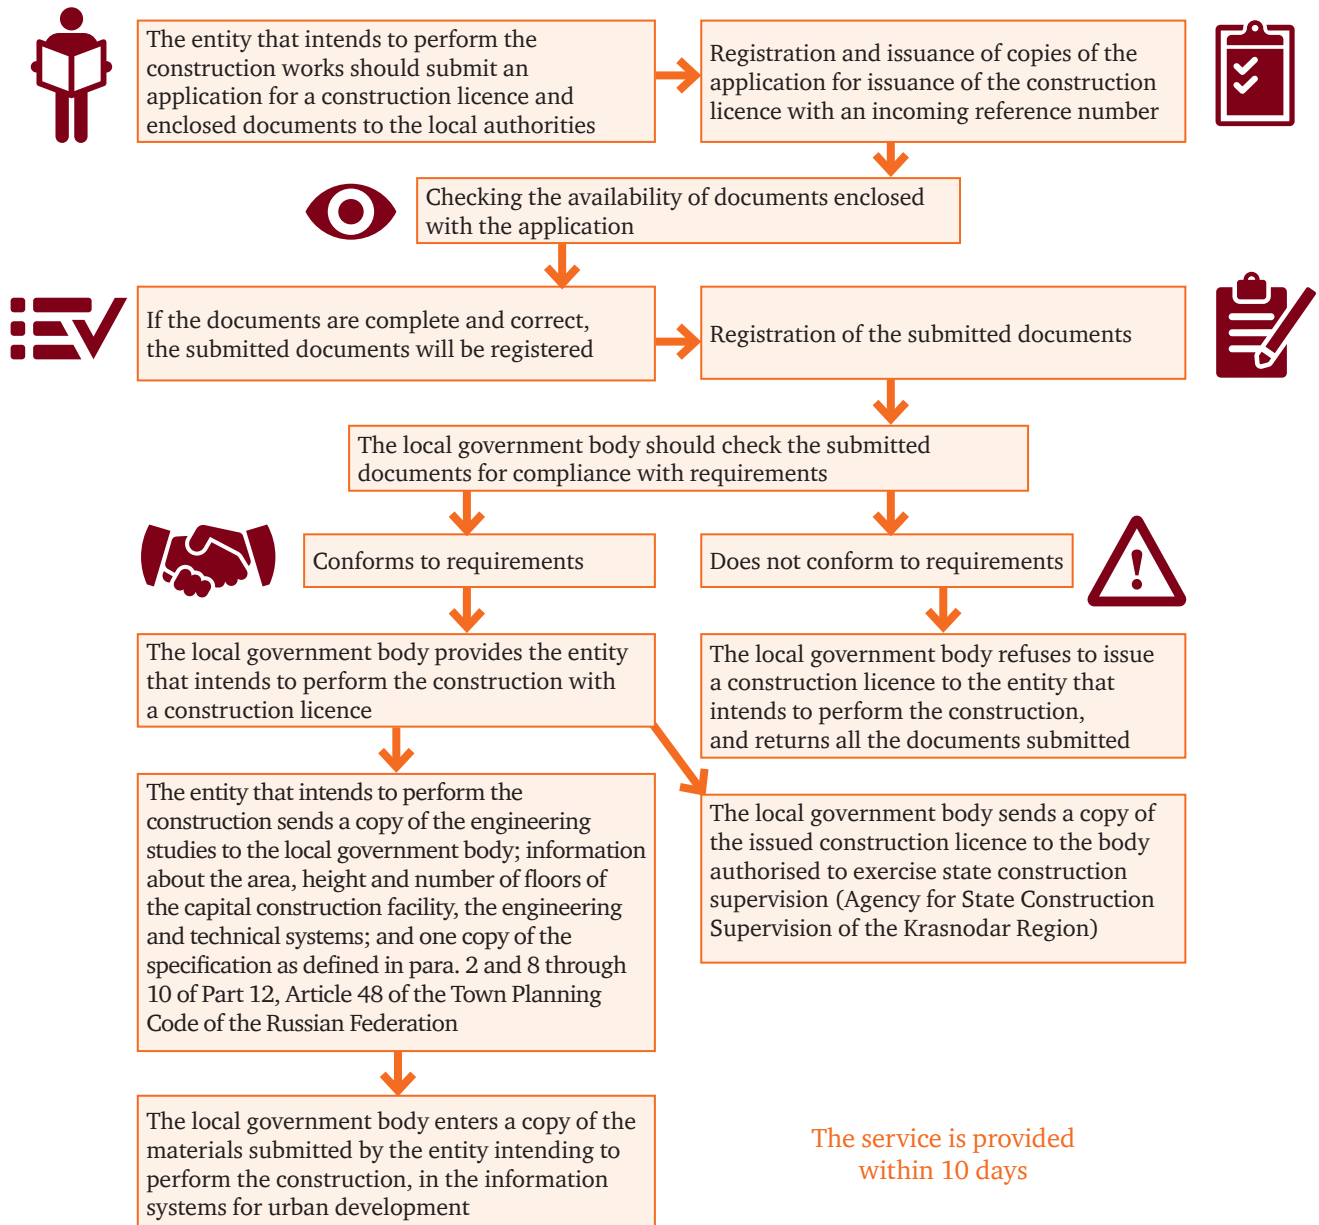 The entity that intends to perform the
construction works should submit an
application for a construction licence and
enclosed documents to the local authorities
Registration and issuance of copies of the
application for issuance of the construction
licence with an incoming reference number
Checking the availability of documents enclosed
with the application
If the documents are complete and correct,
the submitted documents will be registered
Registration of the submitted documents
The local government body should check the submitted
documents for compliance with requirements
Conforms to requirements
Does not conform to requirements
The local government body provides the entity
that intends to perform the construction with
a construction licence
The local government body refuses to issue
a construction licence to the entity that
intends to perform the construction,
and returns all the documents submitted
The entity that intends to perform the
construction sends a copy of the engineering
studies to the local government body; information
about the area, height and number of floors of
the capital construction facility, the engineering
and technical systems; and one copy of the
specification as defined in para. 2 and 8 through
10 of Part 12, Article 48 of the Town Planning
Code of the Russian Federation
The local government body sends a copy of
the issued construction licence to the body
authorised to exercise state construction
supervision (Agency for State Construction
Supervision of the Krasnodar Region)
The local government body enters a copy of the
materials submitted by the entity intending to
perform the construction, in the information
systems for urban development
The service is provided
within 10 days